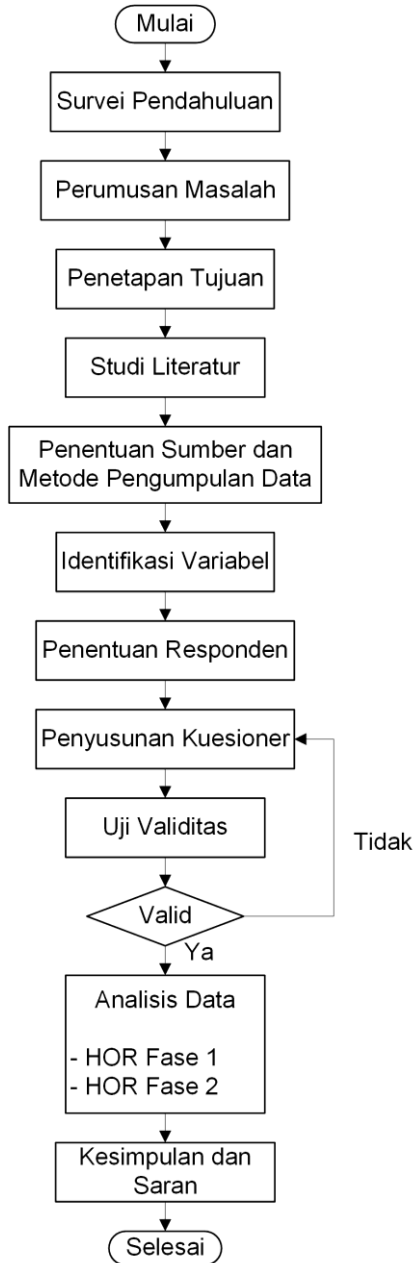 Mulai
Survei Pendahuluan
Perumusan Masalah
Penetapan Tujuan
Studi Literatur
Penentuan Sumber dan
Metode Pengumpulan Data
Identifikasi Variabel
Penentuan Responden
Penyusunan Kuesioner
Uji Validitas
Tidak
Valid
Ya
Analisis Data
- HOR Fase 1
- HOR Fase 2
Kesimpulan dan
Saran
Selesai